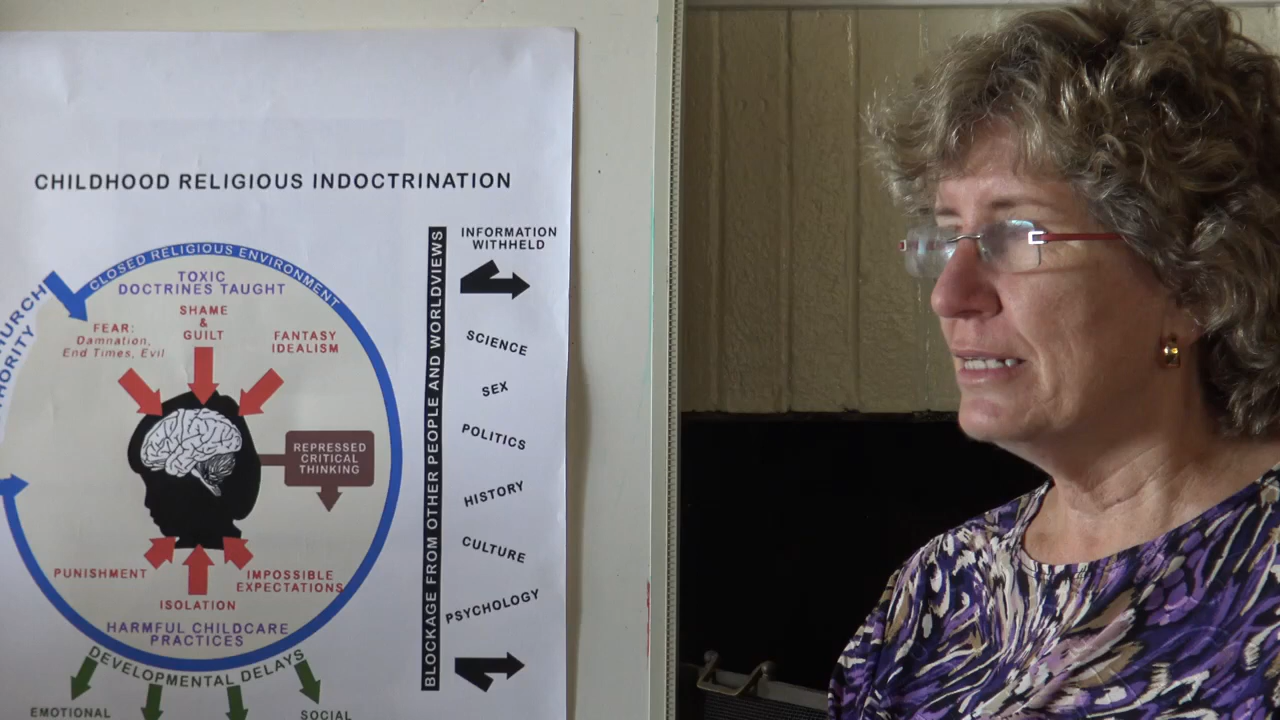 CHILDHOOD RELIGIOUS INDOCTRINATION
CLOSED RELIGIOUS ENVIRONMENT
TOXIC
DOCTRINES TAUGHT
FEAR:
Damnation,
End Times, Evil
SHAME
&
GUILT
FANTASY
IDEALISM
REPRESSED
CRITICAL
THINKING
PUNISHMENT
ISOLATION
IMPOSSIBLE
EXPECTATIONS
HARMFUL CHILDCARE
PRACTICES
DEVELOPMENTAL DELAYS
EMOTIONAL
SOCIAL
BLOCKAGE FROM OTHER PEOPLE AND WORLDVIEWS
INFORMATION
WITHHELD
SCIENCE
SEX
POLITICS
HISTORY
CULTURE
PSYCHOLOGY